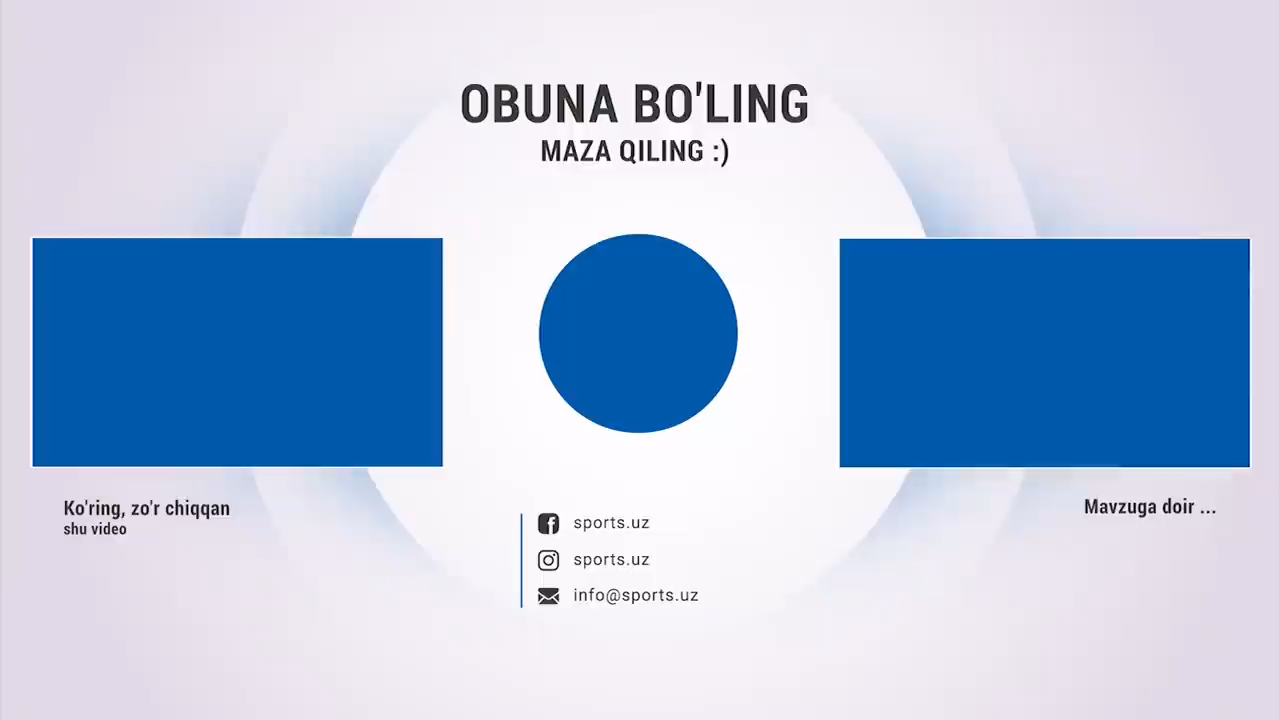 OBUNA BO'LING
MAZA QILING :)
Ko'ring, zo'r chiqqan
shu video
Mavzuga doir ...
sports.uz
sports.uz
info@sports.uz